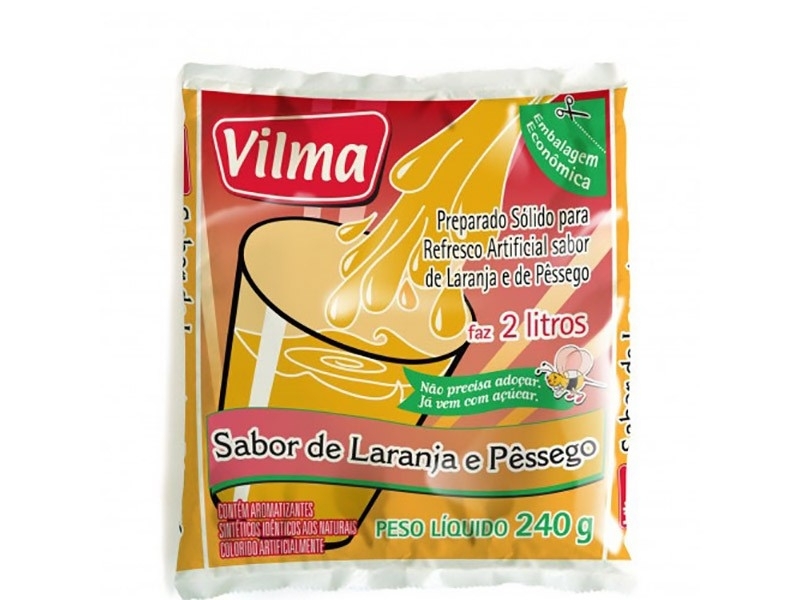 Vilma
Embalagem
Econômica
Preparado Sólido para
Refresco Artificial sabor
de Laranja e de Pêssego
faz 2 litros
Não precisa adoçar.
Já vem com açúcar.
Sabor de Laranja e Pêssego
CONTÉM AROMATIZANTES
SINTÉTICOS IDÊNTICOS AOS NATURAIS
COLORIDO ARTIFICIALMENTE
PESO LÍQUIDO 240 g